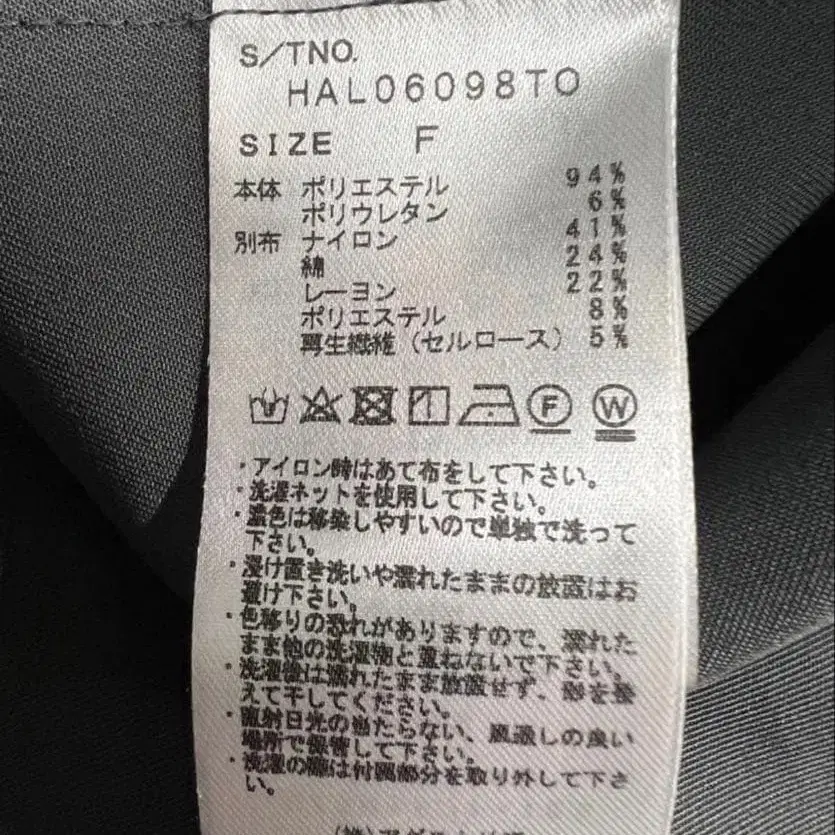 S/TNO.
HAL06098TO
SIZE F
本体 ポリエステル 94%
ポリウレタン 6%
別布 ナイロン 41%
綿 24%
レーヨン 22%
ポリエステル 8%
再生繊維(セルロース) 5%
F W
・アイロン時はあて布をして下さい。
・洗濯ネットを使用して下さい。
・濃色は移染しやすいので単独で洗って
下さい。
・浸け置き洗いや濡れたままの放置はお
避け下さい。
・色移りの恐れがありますので、濡れた
まま他の洗濯物と重ねないで下さい。
・洗濯後は濡れたまま放置せず、形を整
えて干してください。
・直射日光の当たらない、風通しの良い
場所で保管して下さい。
・洗濯の際は付属部分を取り外して下さ
い。